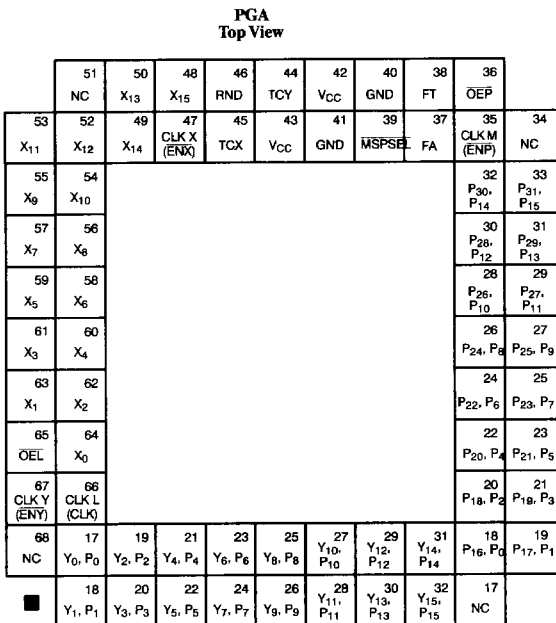 PGA
Top View
51 50 48 46 44 42 40 38 36
NC X13 X15 RND TCY VCC GND FT OEP
53 52 49 47 45 43 41 39 37 35 34
X11 X12 X14 CLK X (ENX) TCX VCC GND MSPSEL FA CLK M (ENP) NC
55 54 32 33
X9 X10 P30, P14 P31, P15
57 56 30 31
X7 X8 P28, P12 P29, P13
59 58 28 29
X5 X6 P26, P10 P27, P11
61 60 26 27
X3 X4 P24, P8 P25, P9
63 62 24 25
X1 X2 P22, P6 P23, P7
65 64 22 23
OEL X0 P20, P4 P21, P5
67 66 20 21
CLK Y (ENY) CLK L (CLK) P18, P2 P19, P3
68 17 19 21 23 25 27 29 31 18 19
NC Y0, P0 Y2, P2 Y4, P4 Y6, P6 Y8, P8 Y10, P10 Y12, P12 Y14, P14 P16, P0 P17, P1
18 20 22 24 26 28 30 32 17
Y1, P1 Y3, P3 Y5, P5 Y7, P7 Y9, P9 Y11, P11 Y13, P13 Y15, P15 NC